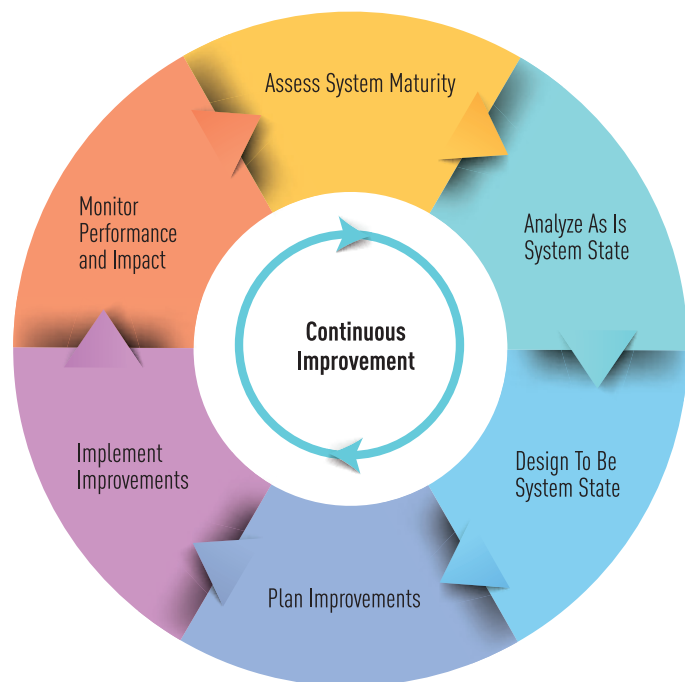 Assess System Maturity
Analyze As Is
System State
Design To Be
System State
Plan Improvements
Implement
Improvements
Monitor
Performance
and Impact
Continuous
Improvement